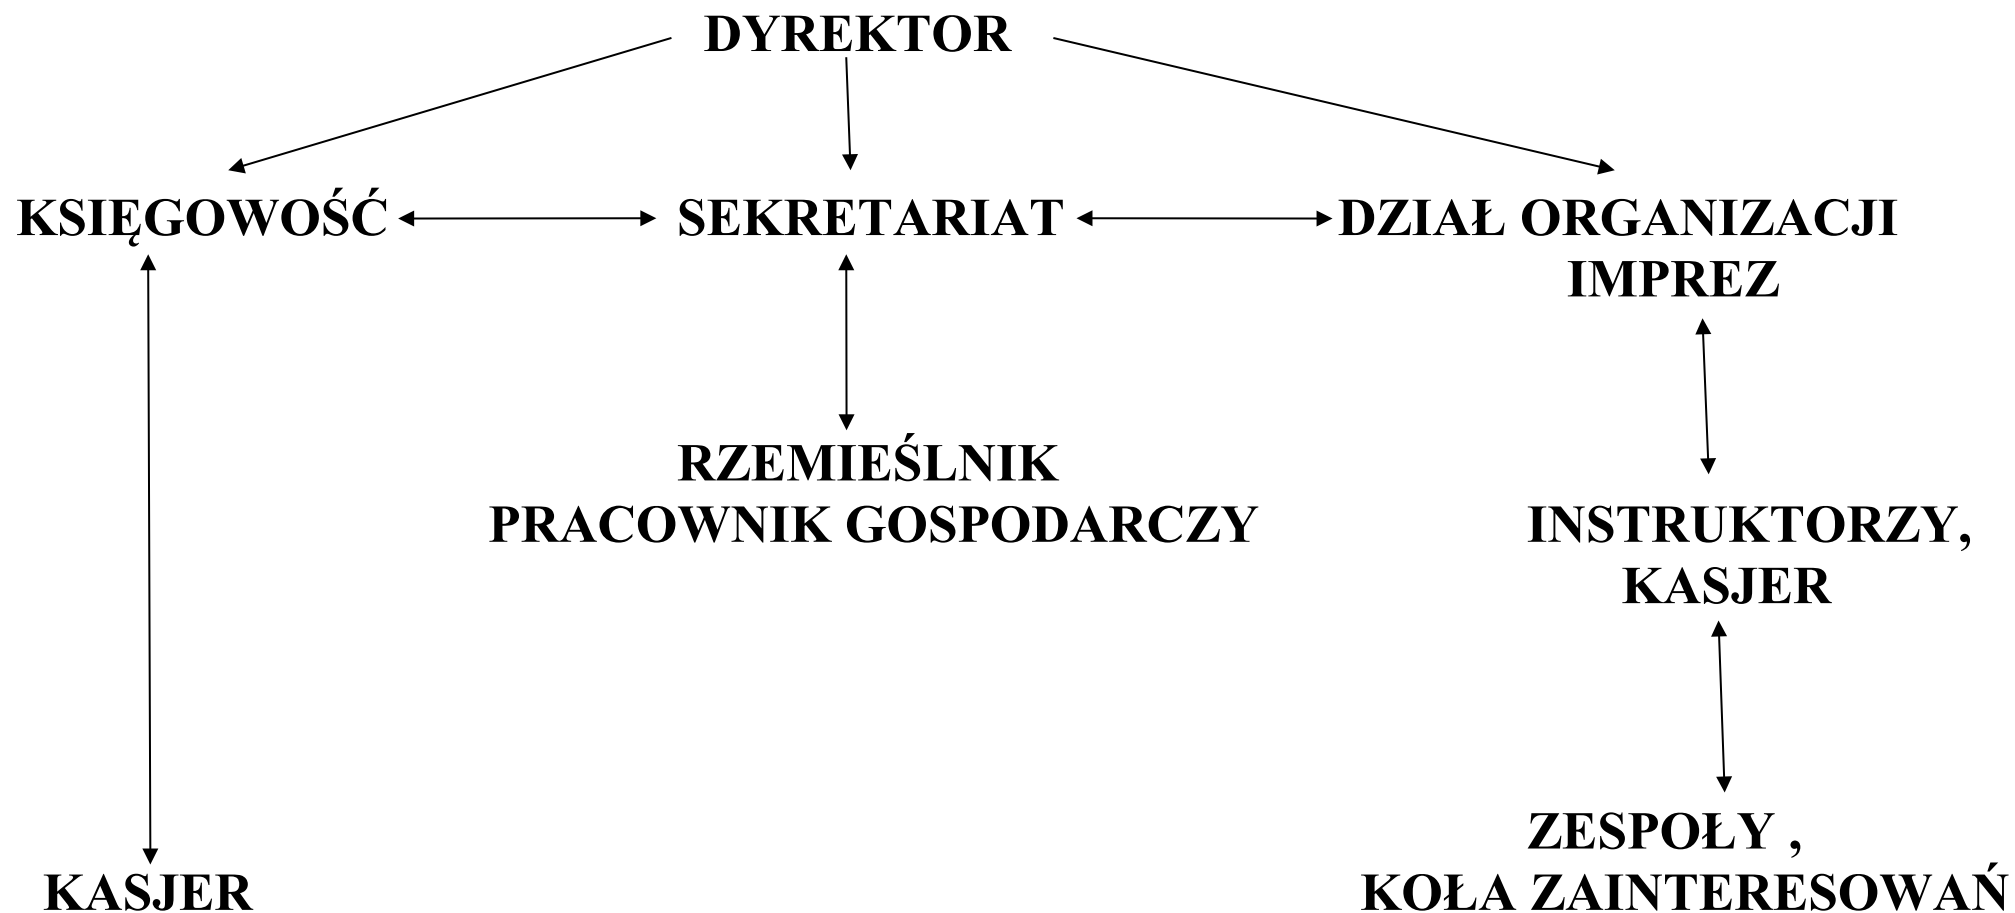 DYREKTOR
KSIĘGOWOŚĆ
SEKRETARIAT
DZIAŁ ORGANIZACJI
IMPREZ
RZEMIEŚLNIK
PRACOWNIK GOSPODARCZY
INSTRUKTORZY,
KASJER
ZESPOŁY ,
KOŁA ZAINTERESOWAŃ
KASJER